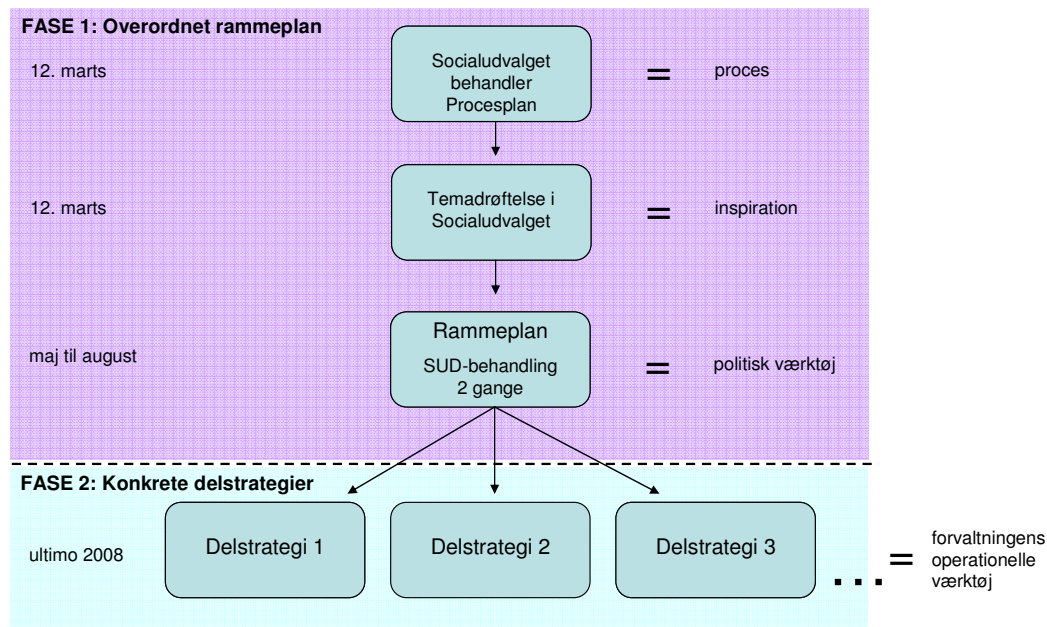 FASE 1: Overordnet rammeplan
12. marts
Socialudvalget
behandler
Procesplan
=
proces
12. marts
Temadrøftelse i
Socialudvalget
=
inspiration
maj til august
Rammeplan
SUD-behandling
2 gange
=
politisk værktøj
FASE 2: Konkrete delstrategier
ultimo 2008
Delstrategi 1
Delstrategi 2
Delstrategi 3
...
=
forvaltningens
operationelle
værktøj